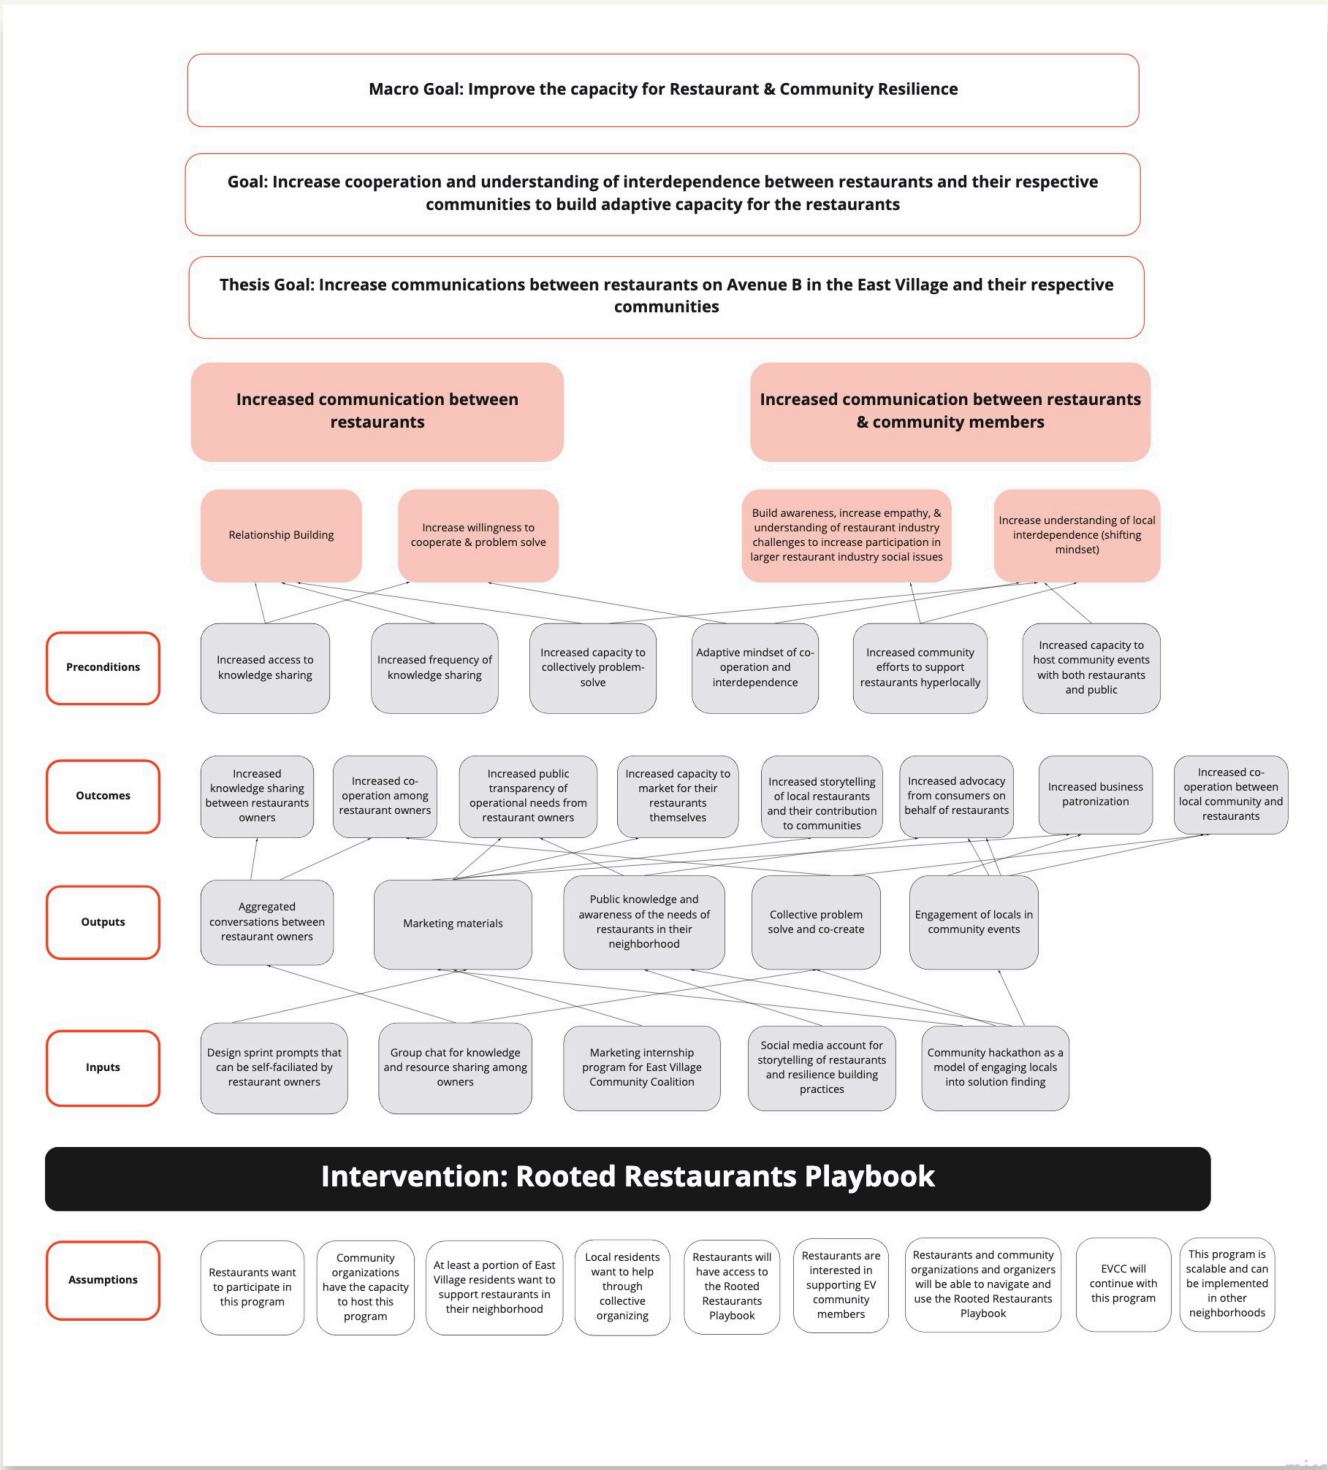 Macro Goal: Improve the capacity for Restaurant & Community Resilience
Goal: Increase cooperation and understanding of interdependence between restaurants and their respective
communities to build adaptive capacity for the restaurants
Thesis Goal: Increase communications between restaurants on Avenue B in the East Village and their respective
communities
Increased communication between
restaurants
Increased communication between restaurants
& community members
Relationship Building
Increase willingness to
cooperate & problem solve
Build awareness, increase empathy, &
understanding of restaurant industry
challenges to increase participation in
larger restaurant industry social issues
Increase understanding of local
interdependence (shifting
mindset)
Preconditions
Increased access to
knowledge sharing
Increased frequency of
knowledge sharing
Increased capacity to
collectively problem-
solve
Adaptive mindset of co-
operation and
interdependence
Increased community
efforts to support
restaurants hyperlocally
Increased capacity to
host community events
with both restaurants
and public
Outcomes
Increased
knowledge sharing
between restaurants
owners
Increased co-
operation among
restaurant owners
Increased public
transparency of
operational needs from
restaurant owners
Increased capacity to
market for their
restaurants
themselves
Increased storytelling
of local restaurants
and their contribution
to communities
Increased advocacy
from consumers on
behalf of restaurants
Increased business
patronization
Increased co-
operation between
local community and
restaurants
Outputs
Aggregated
conversations between
restaurant owners
Marketing materials
Public knowledge and
awareness of the needs of
restaurants in their
neighborhood
Collective problem
solve and co-create
Engagement of locals in
community events
Inputs
Design sprint prompts that
can be self-faciliated by
restaurant owners
Group chat for knowledge
and resource sharing among
owners
Marketing internship
program for East Village
Community Coalition
Social media account for
storytelling of restaurants
and resilience building
practices
Community hackathon as a
model of engaging locals
into solution finding
Intervention: Rooted Restaurants Playbook
Assumptions
Restaurants want
to participate in
this program
Community
organizations
have the capacity
to host this
program
At least a portion of East
Village residents want to
support restaurants in
their neighborhood
Local residents
want to help
through
collective
organizing
Restaurants will
have access to
the Rooted
Restaurants
Playbook
Restaurants are
interested in
supporting EV
community
members
Restaurants and community
organizations and organizers
will be able to navigate and
use the Rooted Restaurants
Playbook
EVCC will
continue with
this program
This program is
scalable and can
be implemented
in other
neighborhoods